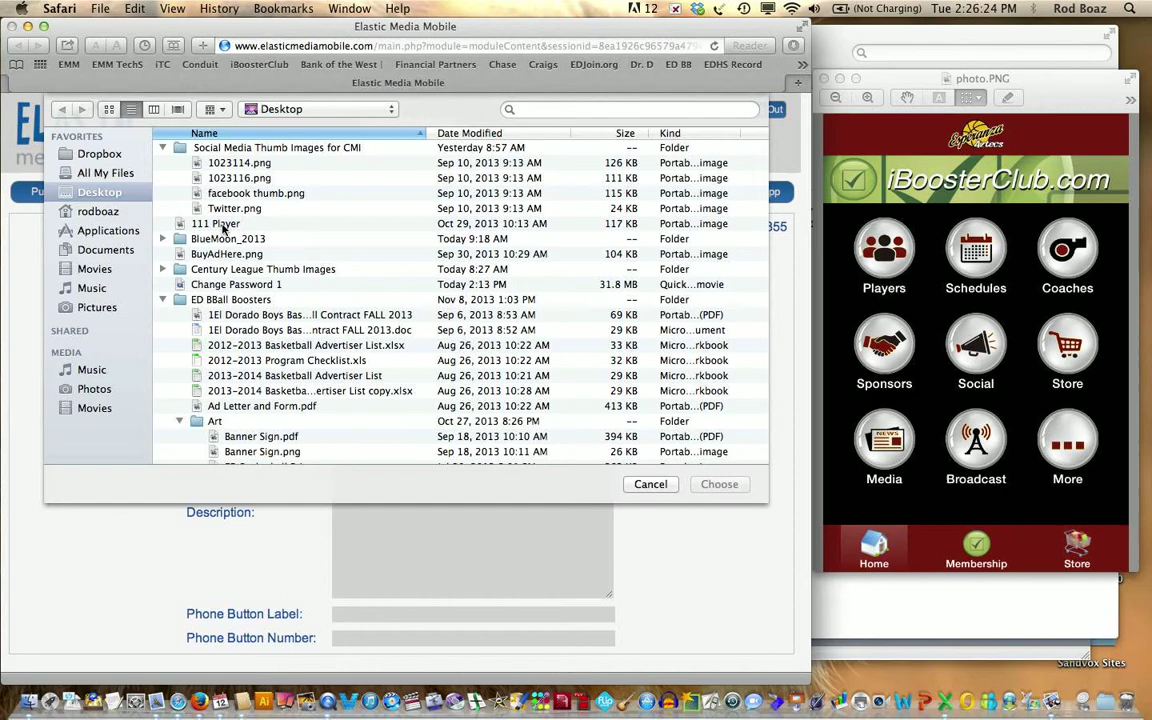 Safari File Edit View History Bookmarks Window Help 12 (Not Charging) Tue 2:26:24 PM Rod Boaz
Elastic Media Mobile
www.elasticmediamobile.com/main.php?module=moduleContent&sessionid=8ea1926c96579a479 Reader
EMM EMM TechS iTC Conduit iBoosterClub Bank of the West Financial Partners Chase Craigs EDJoin.org Dr. D ED BB EDHS Record
Elastic Media Mobile
photo.PNG
Desktop
Out
FAVORITES
Dropbox
All My Files
Desktop
rodboaz
Applications
Documents
Movies
Music
Pictures
SHARED
MEDIA
Music
Photos
Movies
Name Date Modified Size Kind
Social Media Thumb Images for CMI Yesterday 8:57 AM -- Folder
1023114.png Sep 10, 2013 9:13 AM 126 KB Portab...image
1023116.png Sep 10, 2013 9:13 AM 111 KB Portab...image
facebook thumb.png Sep 10, 2013 9:13 AM 115 KB Portab...image
Twitter.png Sep 10, 2013 9:13 AM 24 KB Portab...image
111 Player Oct 29, 2013 10:13 AM 117 KB Portab...image
BlueMoon_2013 Today 9:18 AM -- Folder
BuyAdHere.png Sep 30, 2013 10:29 AM 104 KB Portab...image
Century League Thumb Images Today 8:27 AM -- Folder
Change Password 1 Today 2:13 PM 31.8 MB Quick...movie
ED BBall Boosters Nov 8, 2013 1:03 PM -- Folder
1El Dorado Boys Bas...ll Contract FALL 2013 Sep 6, 2013 8:53 AM 69 KB Portab...(PDF)
1El Dorado Boys Bas...ntract FALL 2013.doc Sep 6, 2013 8:52 AM 29 KB Micro...ument
2012-2013 Basketball Advertiser List.xlsx Aug 26, 2013 10:22 AM 33 KB Micro...rkbook
2012-2013 Program Checklist.xls Aug 26, 2013 10:22 AM 32 KB Micro...rkbook
2013-2014 Basketball Advertiser List Aug 26, 2013 10:21 AM 29 KB Micro...rkbook
2013-2014 Basketba...ertiser List copy.xlsx Aug 26, 2013 10:28 AM 29 KB Micro...rkbook
Ad Letter and Form.pdf Aug 26, 2013 10:22 AM 413 KB Portab...(PDF)
Art Oct 27, 2013 8:26 PM -- Folder
Banner Sign.pdf Sep 18, 2013 10:10 AM 394 KB Portab...(PDF)
Banner Sign.png Sep 18, 2013 10:11 AM 26 KB Portab...image
Cancel Choose
Pu
pp
355
Description:
Phone Button Label:
Phone Button Number:
Esperanza
Aztecs
iBoosterClub.com
Players Schedules Coaches
Sponsors Social Store
NEWS
Media Broadcast More
Home Membership Store
Sandvox Sites